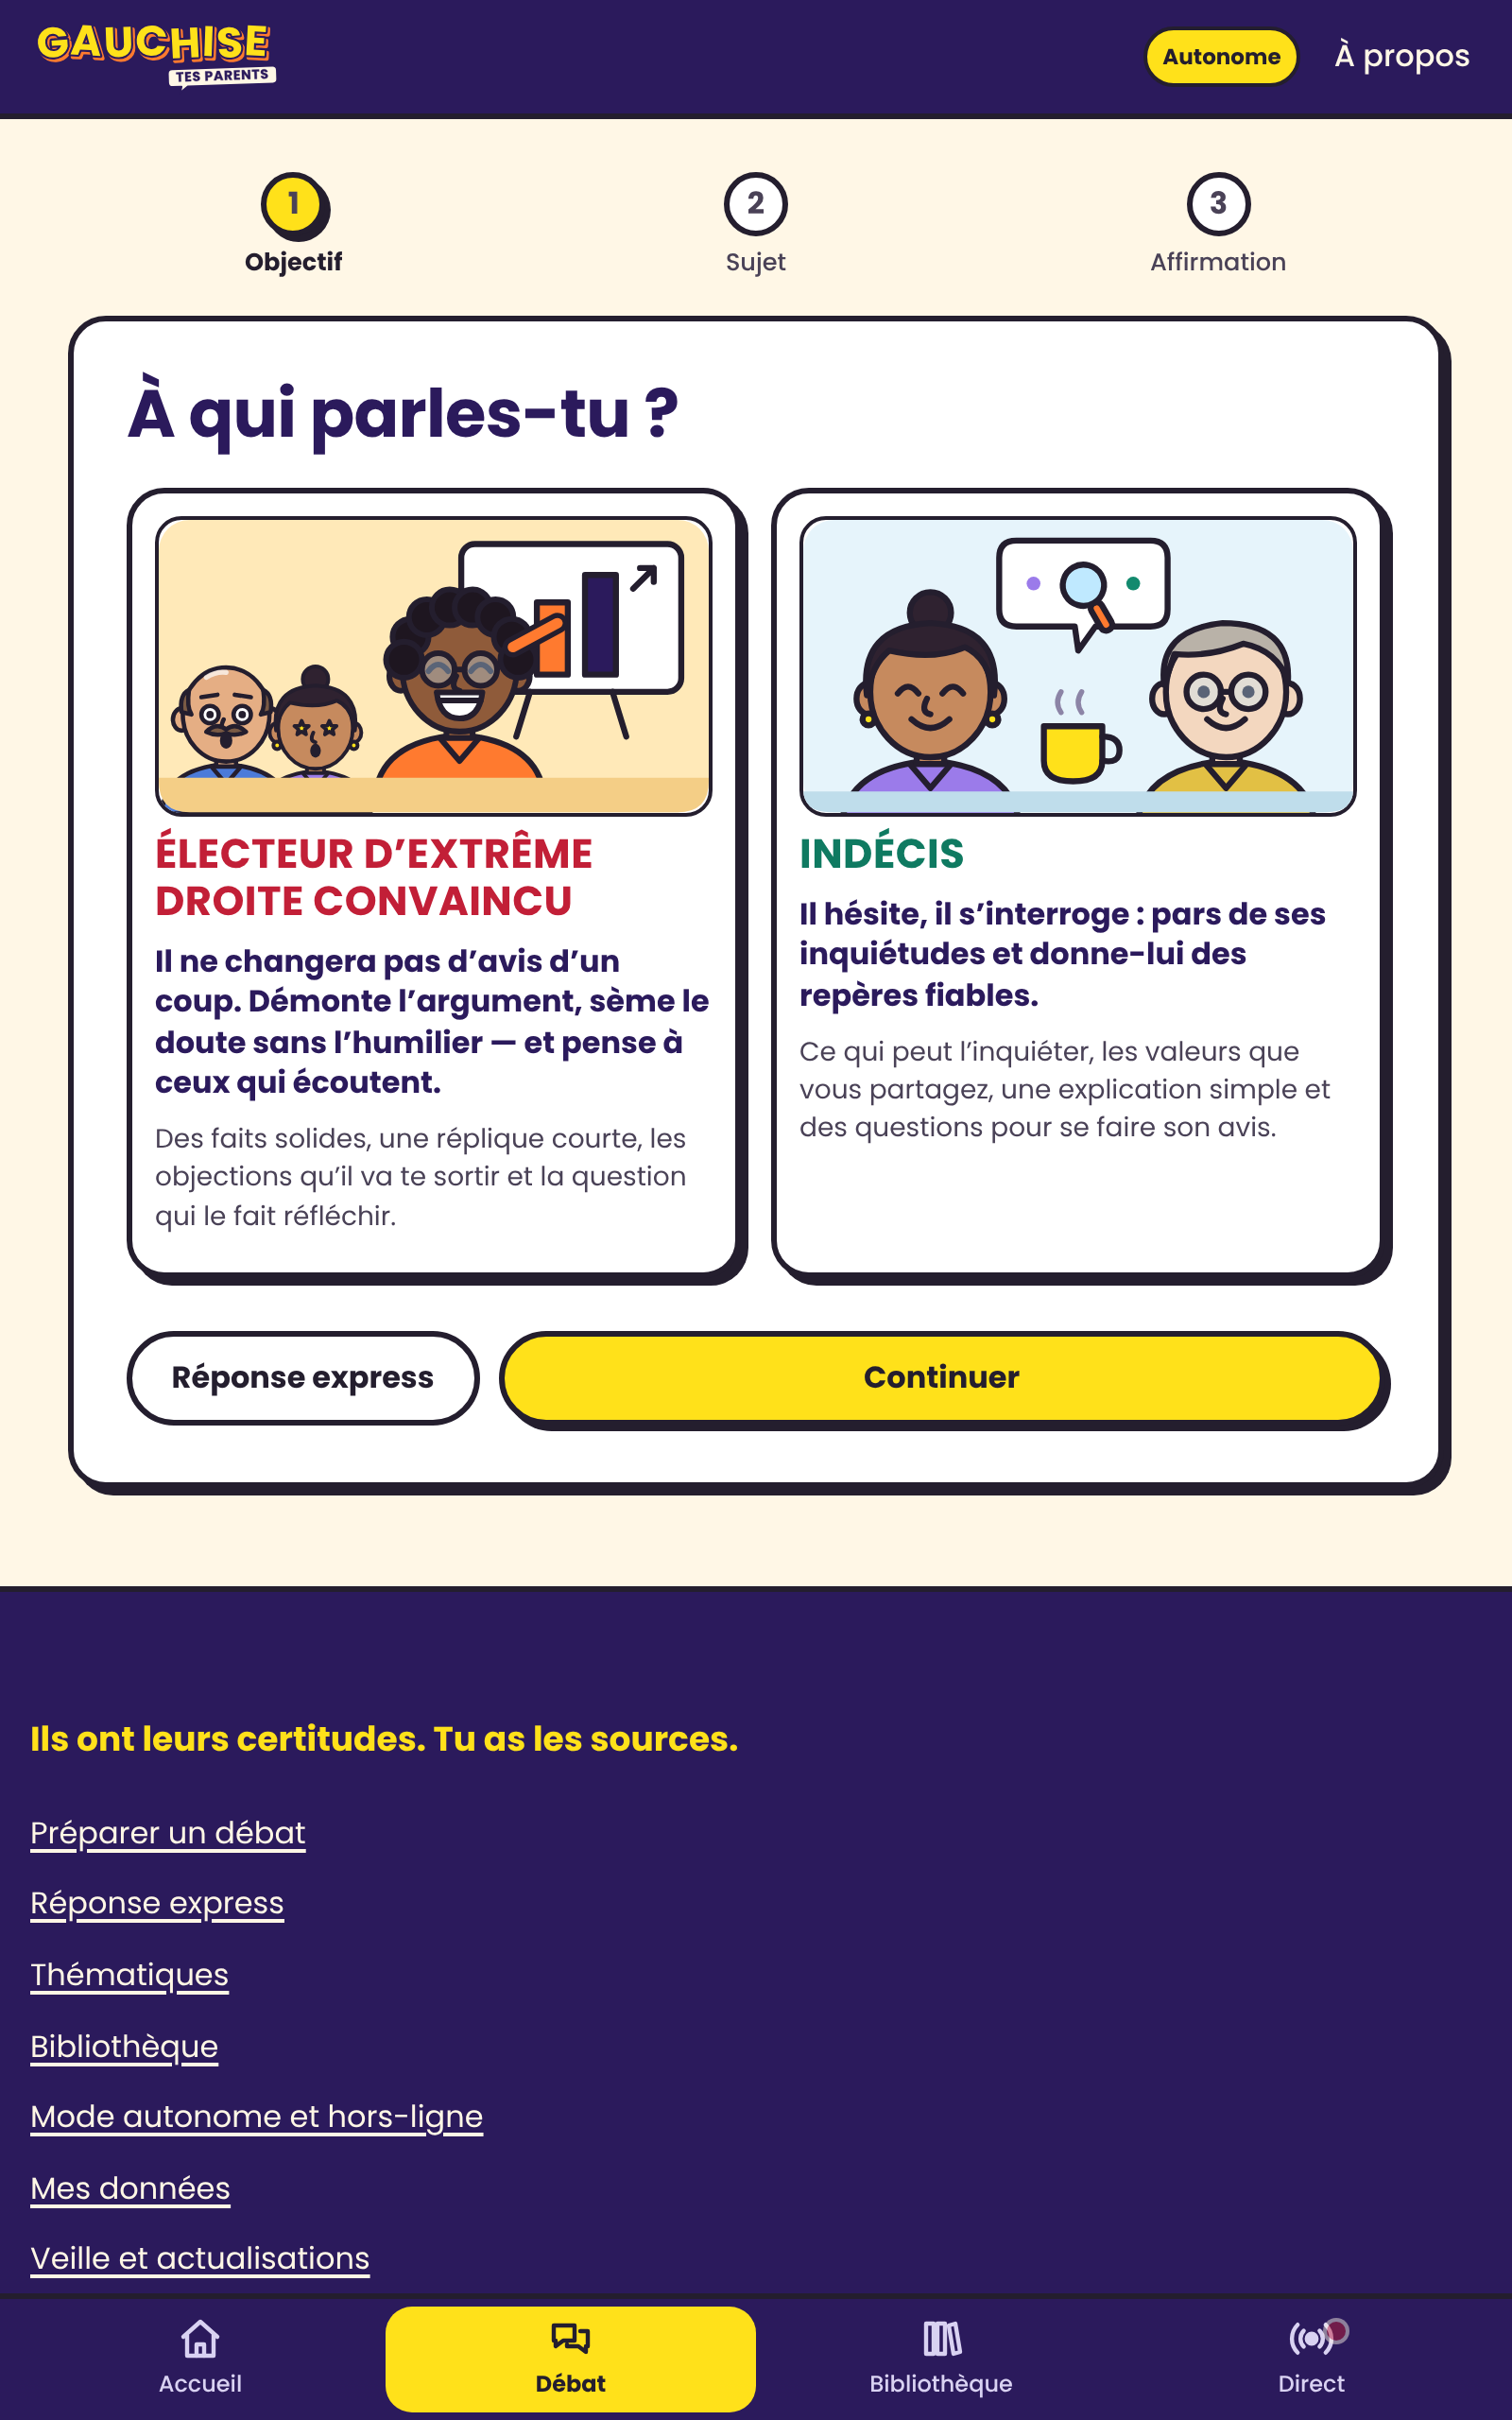 GAUCHISE
TES PARENTS
Autonome
À propos
1
2
3
Objectif
Sujet
Affirmation
À qui parles-tu ?
ÉLECTEUR D’EXTRÊME
DROITE CONVAINCU
Il ne changera pas d’avis d’un
coup. Démonte l’argument, sème le
doute sans l’humilier — et pense à
ceux qui écoutent.
Des faits solides, une réplique courte, les
objections qu’il va te sortir et la question
qui le fait réfléchir.
INDÉCIS
Il hésite, il s’interroge : pars de ses
inquiétudes et donne-lui des
repères fiables.
Ce qui peut l’inquiéter, les valeurs que
vous partagez, une explication simple et
des questions pour se faire son avis.
Réponse express
Continuer
Ils ont leurs certitudes. Tu as les sources.
Préparer un débat
Réponse express
Thématiques
Bibliothèque
Mode autonome et hors-ligne
Mes données
Veille et actualisations
Accueil
Débat
Bibliothèque
Direct